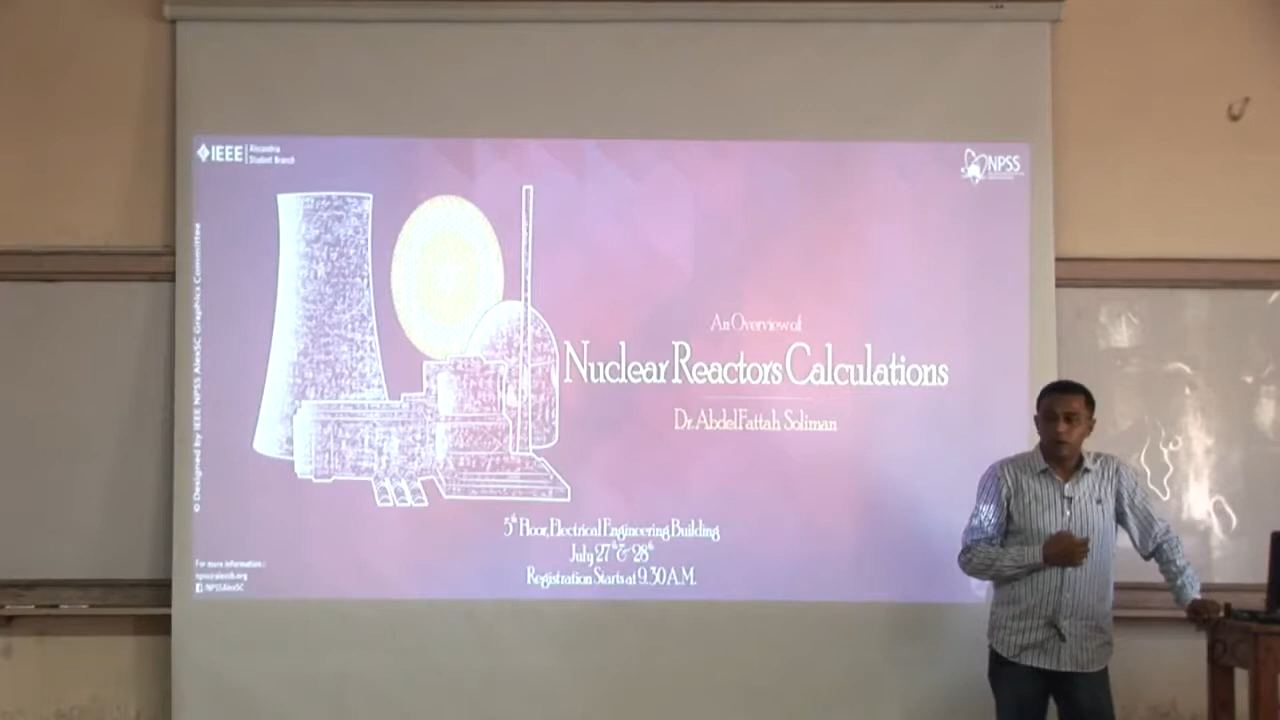 IEEE
Alexandria
Student Branch
NPSS
© Designed by IEEE NPSS AlexSC Graphics Committee
An Overview of
Nuclear Reactors Calculations
Dr. AbdelFattah Soliman
5th Floor, Electrical Engineering Building
July 27th & 28th
Registration Starts at 9.30 A.M.
For more information:
/NPSSAlexSC